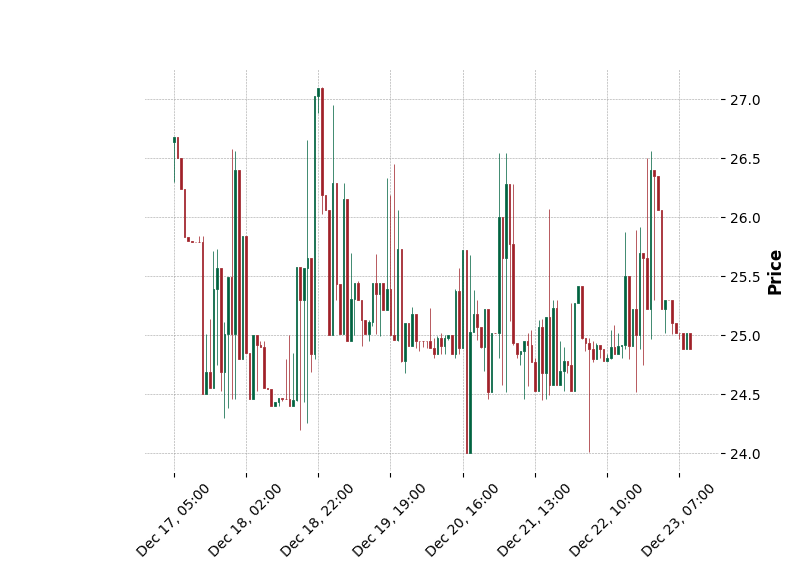 27.0
26.5
26.0
25.5
25.0
24.5
24.0
Price
Dec 17, 05:00
Dec 18, 02:00
Dec 18, 22:00
Dec 19, 19:00
Dec 20, 16:00
Dec 21, 13:00
Dec 22, 10:00
Dec 23, 07:00